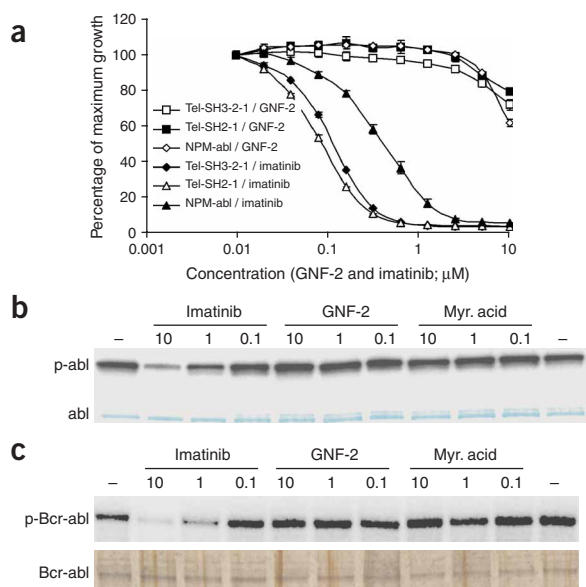 a
Percentage of maximum growth
120
100
80
60
40
20
0
Tel-SH3-2-1 / GNF-2
Tel-SH2-1 / GNF-2
NPM-abl / GNF-2
Tel-SH3-2-1 / imatinib
Tel-SH2-1 / imatinib
NPM-abl / imatinib
0.001 0.01 0.1 1 10
Concentration (GNF-2 and imatinib; μM)
b
Imatinib GNF-2 Myr. acid
– 10 1 0.1 10 1 0.1 10 1 0.1 –
p-abl
abl
c
Imatinib GNF-2 Myr. acid
– 10 1 0.1 10 1 0.1 10 1 0.1 –
p-Bcr-abl
Bcr-abl